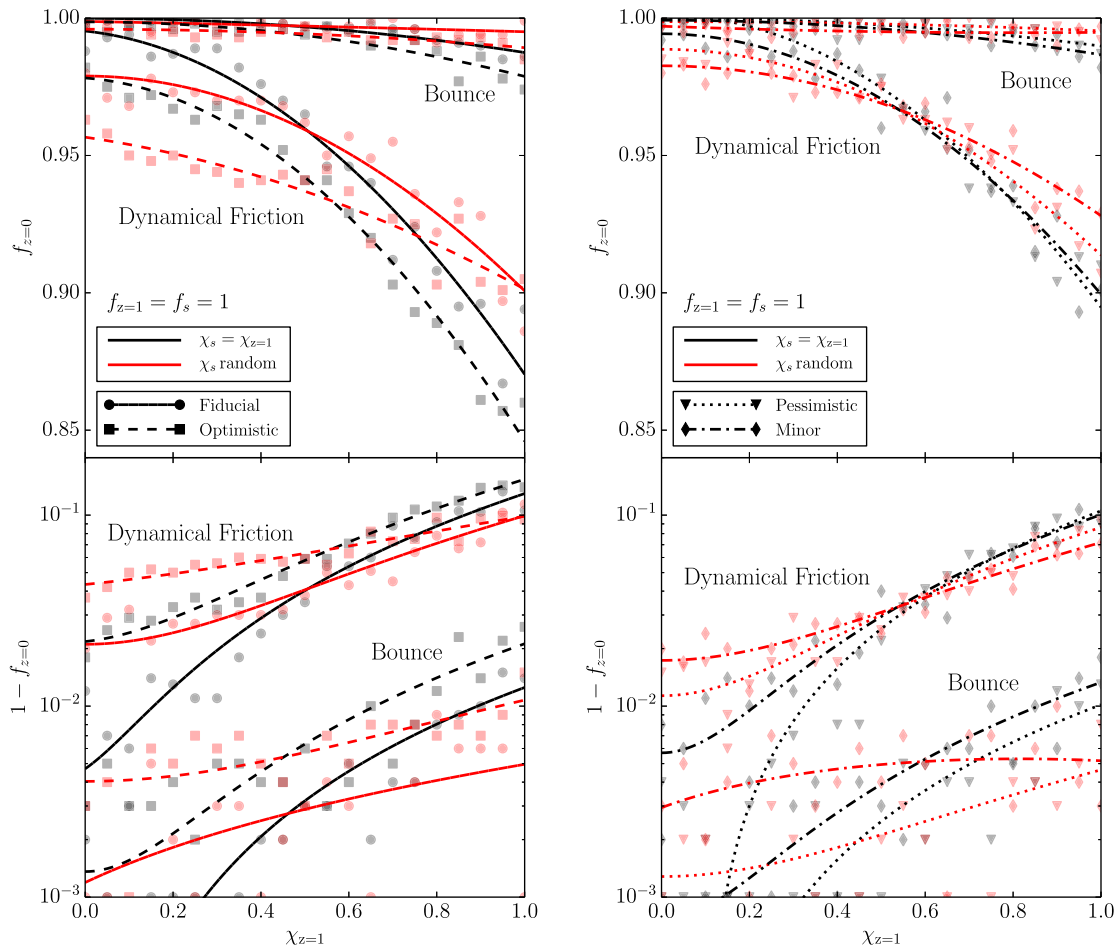 1.00
0.95
0.90
0.85
f_{z=0}
Bounce
Dynamical Friction
f_{z=1} = f_s = 1
χ_s = χ_{z=1}
χ_s random
Fiducial
Optimistic
1.00
0.95
0.90
0.85
f_{z=0}
Bounce
Dynamical Friction
f_{z=1} = f_s = 1
χ_s = χ_{z=1}
χ_s random
Pessimistic
Minor
10^{-1}
10^{-2}
10^{-3}
1 − f_{z=0}
Dynamical Friction
Bounce
0.0 0.2 0.4 0.6 0.8 1.0
χ_{z=1}
10^{-1}
10^{-2}
10^{-3}
1 − f_{z=0}
Dynamical Friction
Bounce
0.0 0.2 0.4 0.6 0.8 1.0
χ_{z=1}